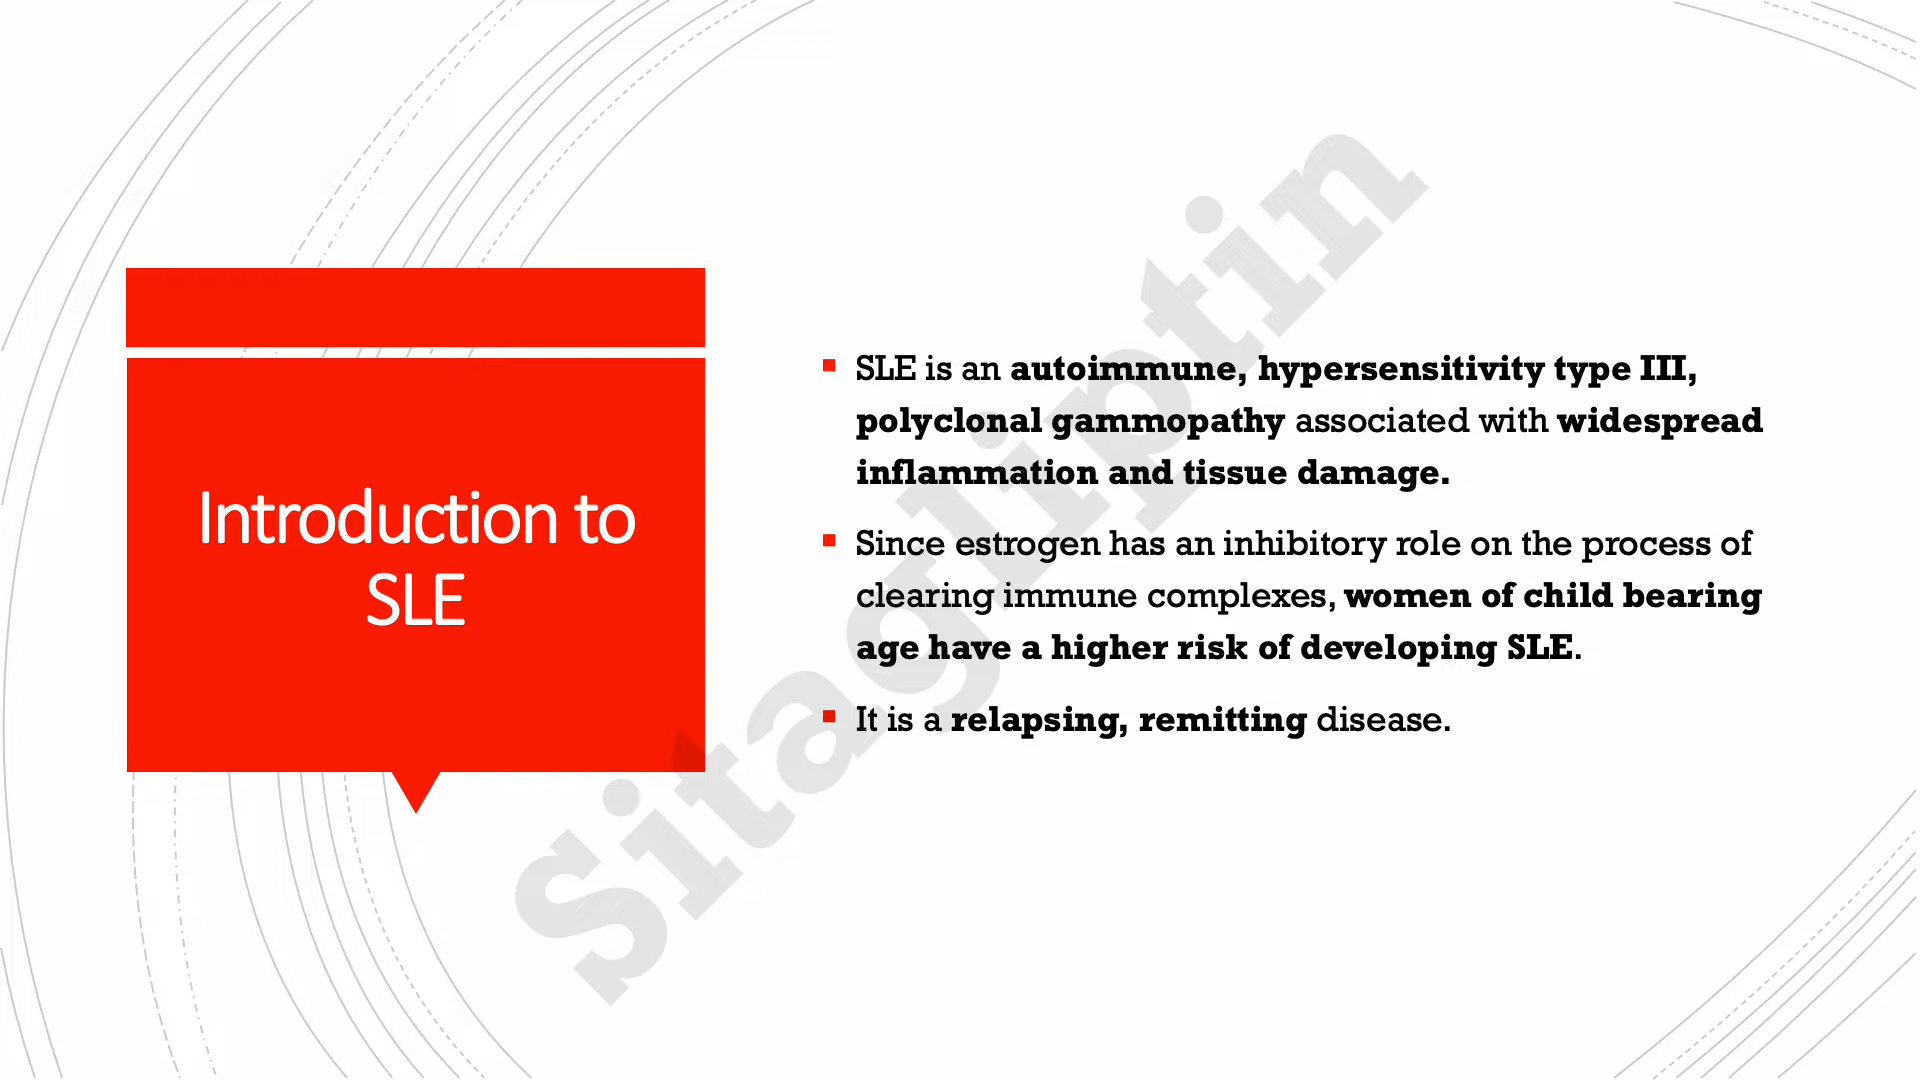 Introduction to
SLE
SLE is an autoimmune, hypersensitivity type III,
polyclonal gammopathy associated with widespread
inflammation and tissue damage.
Since estrogen has an inhibitory role on the process of
clearing immune complexes, women of child bearing
age have a higher risk of developing SLE.
It is a relapsing, remitting disease.
Sitagliptin